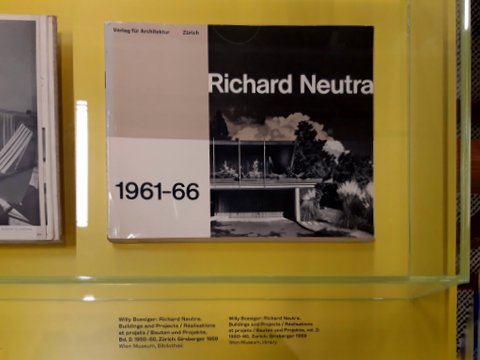 Verlag für Architektur Zürich
Richard Neutra
1961–66
Willy Boesiger: Richard Neutra.
Buildings and Projects / Réalisations
et projets / Bauten und Projekte,
Bd. 2: 1950–60, Zürich: Girsberger 1959
Wien Museum, Bibliothek
Willy Boesiger: Richard Neutra.
Buildings and Projects / Réalisations
et projets / Bauten und Projekte, vol. 2:
1950–60, Zürich: Girsberger 1959
Wien Museum, library